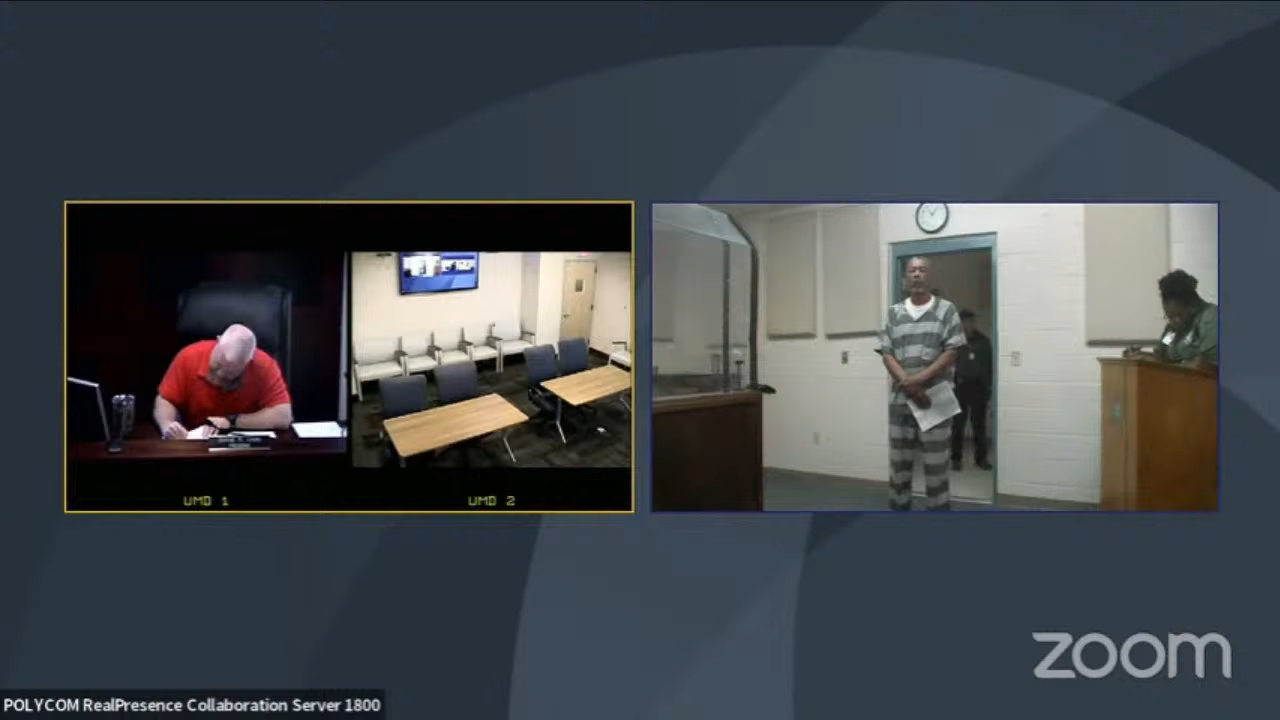 UMD 1
UMD 2
zoom
POLYCOM RealPresence Collaboration Server 1800